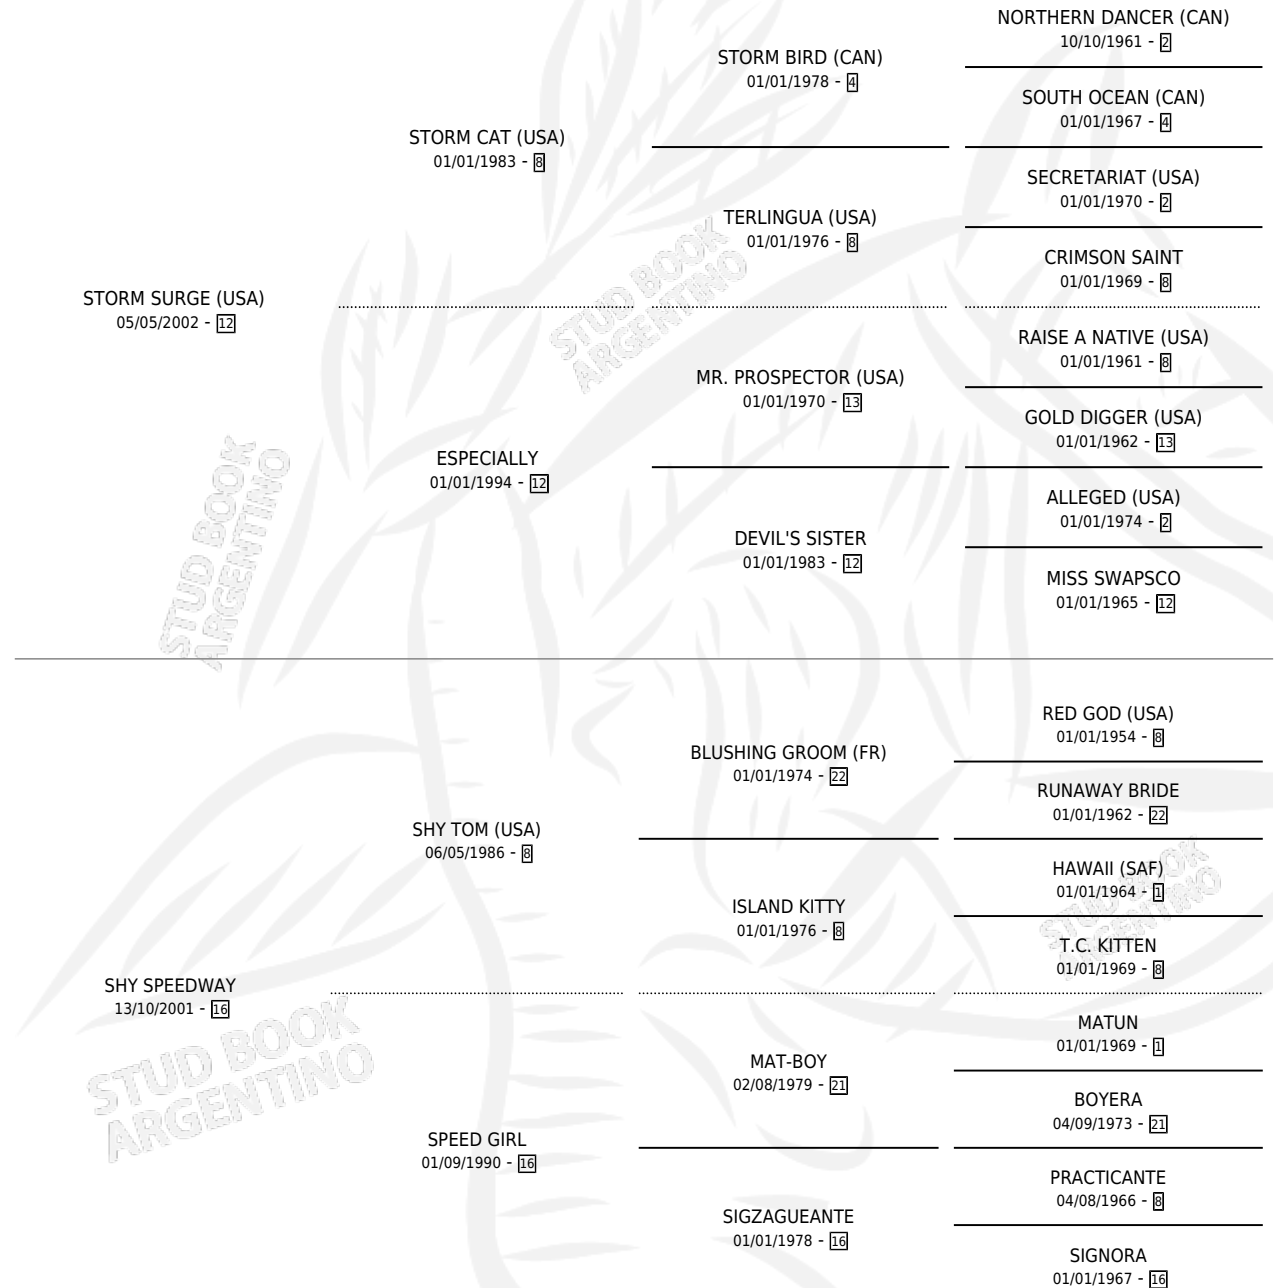 NORTHERN DANCER (CAN)
10/10/1961 - 2
STORM BIRD (CAN)
01/01/1978 - 4
SOUTH OCEAN (CAN)
01/01/1967 - 4
STORM CAT (USA)
01/01/1983 - 8
SECRETARIAT (USA)
01/01/1970 - 2
TERLINGUA (USA)
01/01/1976 - 8
CRIMSON SAINT
01/01/1969 - 8
STORM SURGE (USA)
05/05/2002 - 12
RAISE A NATIVE (USA)
01/01/1961 - 8
MR. PROSPECTOR (USA)
01/01/1970 - 13
GOLD DIGGER (USA)
01/01/1962 - 13
ESPECIALLY
01/01/1994 - 12
ALLEGED (USA)
01/01/1974 - 2
DEVIL'S SISTER
01/01/1983 - 12
MISS SWAPSCO
01/01/1965 - 12
RED GOD (USA)
01/01/1954 - 8
BLUSHING GROOM (FR)
01/01/1974 - 22
RUNAWAY BRIDE
01/01/1962 - 22
SHY TOM (USA)
06/05/1986 - 8
HAWAII (SAF)
01/01/1964 - 1
ISLAND KITTY
01/01/1976 - 8
T.C. KITTEN
01/01/1969 - 8
SHY SPEEDWAY
13/10/2001 - 16
MATUN
01/01/1969 - 1
MAT-BOY
02/08/1979 - 21
BOYERA
04/09/1973 - 21
SPEED GIRL
01/09/1990 - 16
PRACTICANTE
04/08/1966 - 8
SIGZAGUEANTE
01/01/1978 - 16
SIGNORA
01/01/1967 - 16
STUD BOOK
ARGENTINO
STUD BOOK
ARGENTINO
STUD BOOK
ARGENTINO
STUD BOOK
ARGENTINO